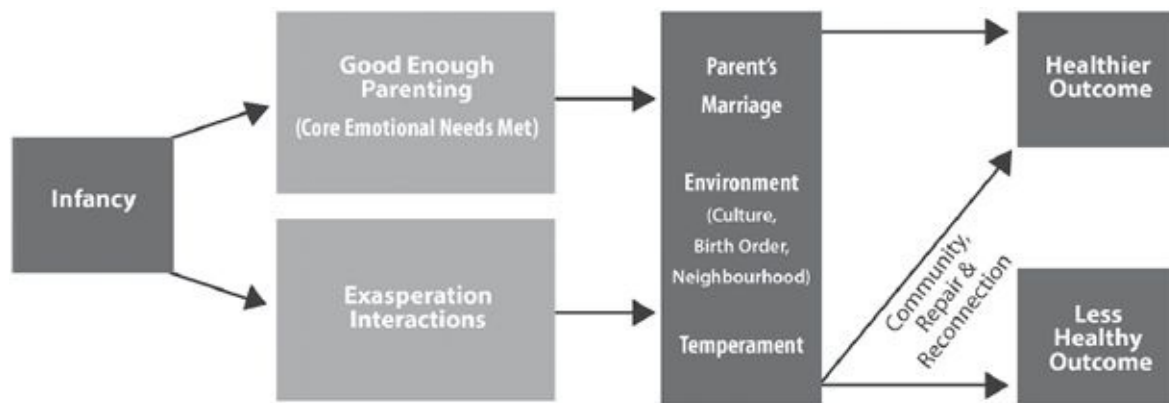 Infancy
Good Enough
Parenting
(Core Emotional Needs Met)
Exasperation
Interactions
Parent's
Marriage
Environment
(Culture,
Birth Order,
Neighbourhood)
Temperament
Community,
Repair &
Reconnection
Healthier
Outcome
Less
Healthy
Outcome